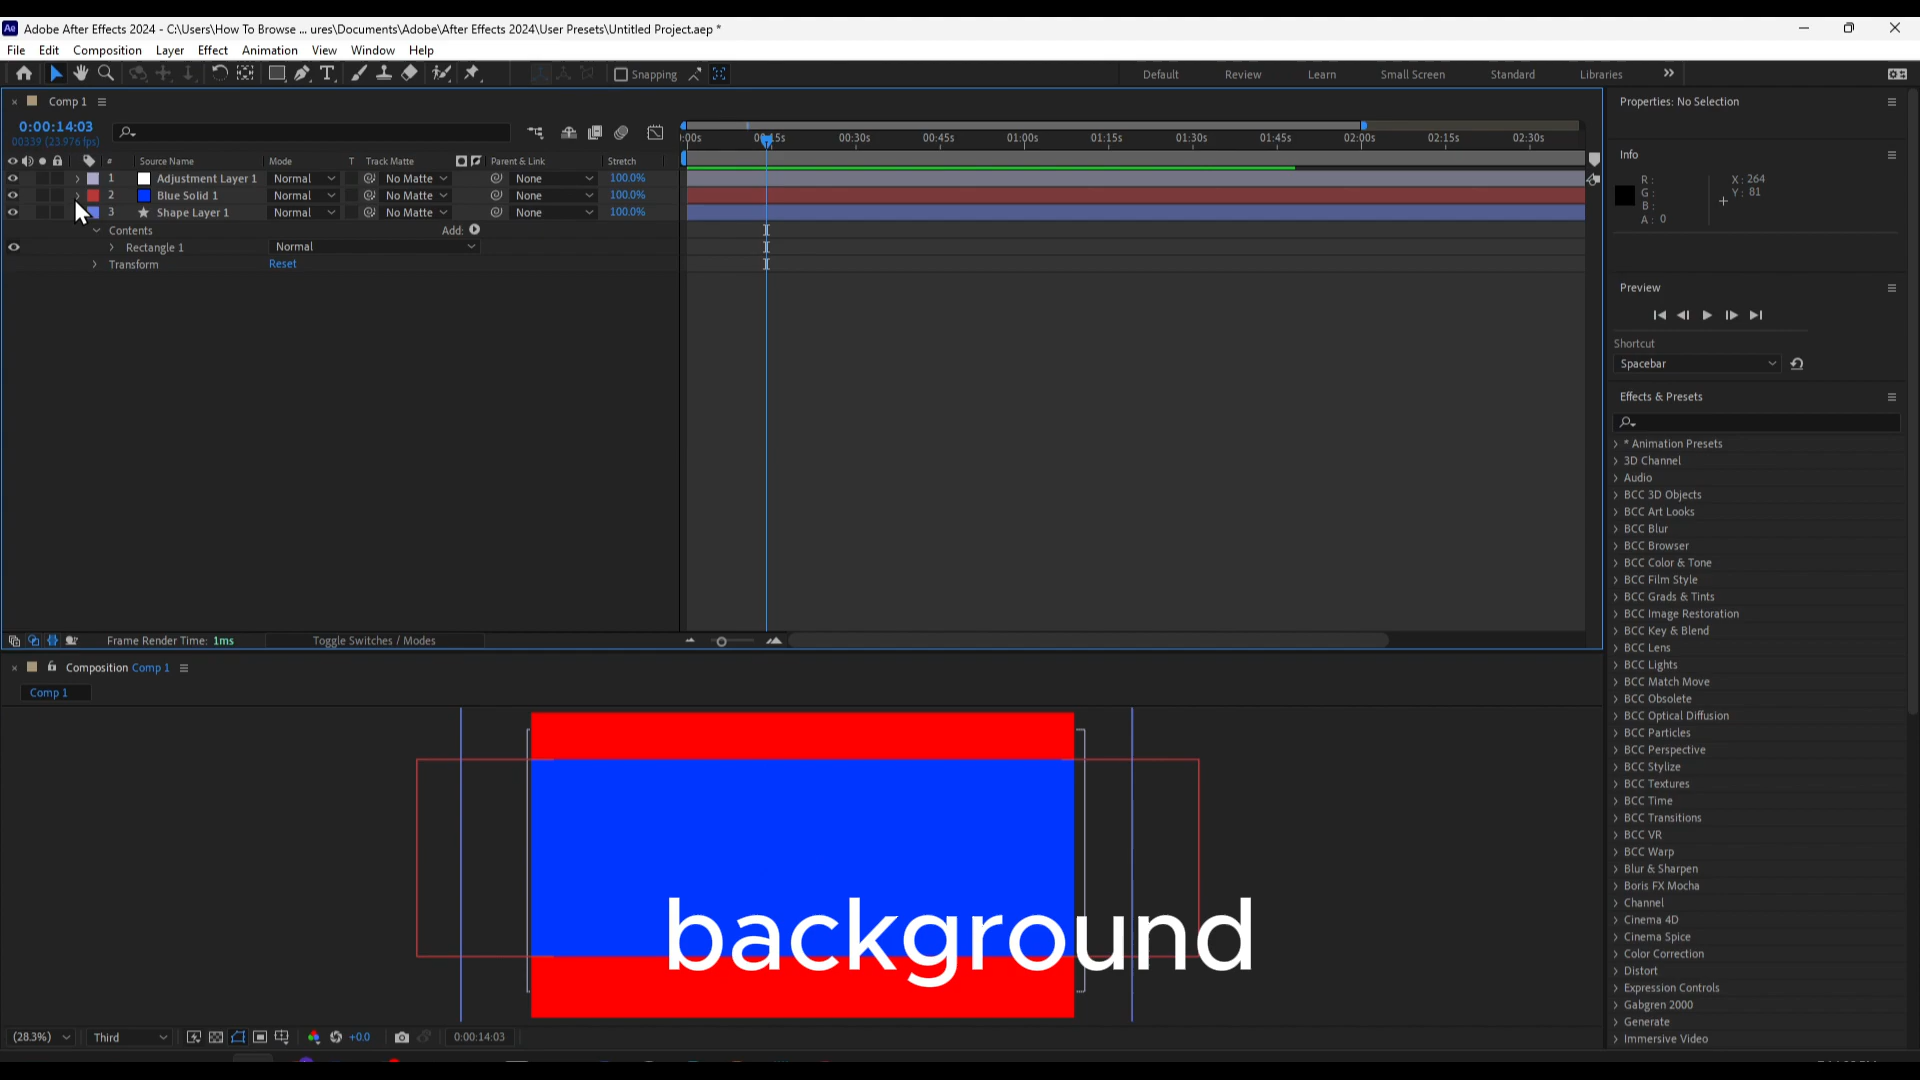 Adobe After Effects 2024 - C:\Users\How To Browse ... ures\Documents\Adobe\After Effects 2024\User Presets\Untitled Project.aep *
File Edit Composition Layer Effect Animation View Window Help
Snapping Default Review Learn Small Screen Standard Libraries
Comp 1
0:00:14:03
00339 (23.976 fps)
:00s 00:15s 00:30s 00:45s 01:00s 01:15s 01:30s 01:45s 02:00s 02:15s 02:30s
# Source Name Mode T Track Matte Parent & Link Stretch
1 Adjustment Layer 1 Normal No Matte None 100.0%
2 Blue Solid 1 Normal No Matte None 100.0%
3 Shape Layer 1 Normal No Matte None 100.0%
Contents Add:
Rectangle 1 Normal
Transform Reset
Frame Render Time: 1ms Toggle Switches / Modes
Composition Comp 1
Comp 1
background
(28.3%) Third +0.0 0:00:14:03
Properties: No Selection
Info
R: X: 264
G: Y: 81
B:
A: 0
Preview
Shortcut
Spacebar
Effects & Presets
* Animation Presets
3D Channel
Audio
BCC 3D Objects
BCC Art Looks
BCC Blur
BCC Browser
BCC Color & Tone
BCC Film Style
BCC Grads & Tints
BCC Image Restoration
BCC Key & Blend
BCC Lens
BCC Lights
BCC Match Move
BCC Obsolete
BCC Optical Diffusion
BCC Particles
BCC Perspective
BCC Stylize
BCC Textures
BCC Time
BCC Transitions
BCC VR
BCC Warp
Blur & Sharpen
Boris FX Mocha
Channel
Cinema 4D
Cinema Spice
Color Correction
Distort
Expression Controls
Gabgren 2000
Generate
Immersive Video